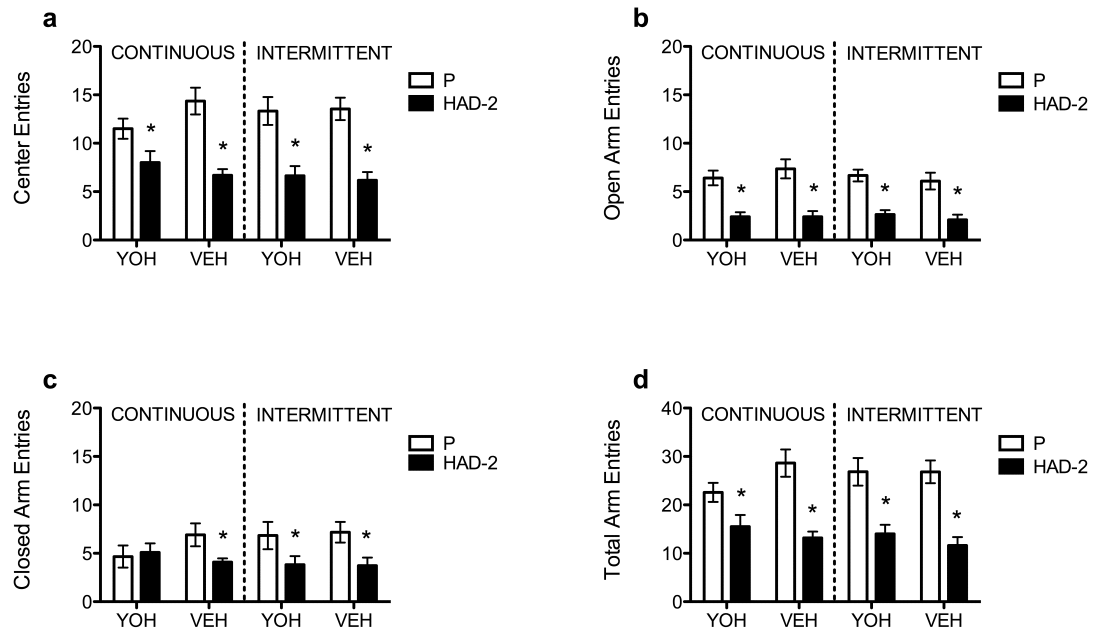 a
20
15
10
5
0
Center Entries
CONTINUOUS
INTERMITTENT
P
HAD-2
*
*
*
*
YOH
VEH
YOH
VEH
b
20
15
10
5
0
Open Arm Entries
CONTINUOUS
INTERMITTENT
P
HAD-2
*
*
*
*
YOH
VEH
YOH
VEH
c
20
15
10
5
0
Closed Arm Entries
CONTINUOUS
INTERMITTENT
P
HAD-2
*
*
*
YOH
VEH
YOH
VEH
d
40
30
20
10
0
Total Arm Entries
CONTINUOUS
INTERMITTENT
P
HAD-2
*
*
*
*
YOH
VEH
YOH
VEH